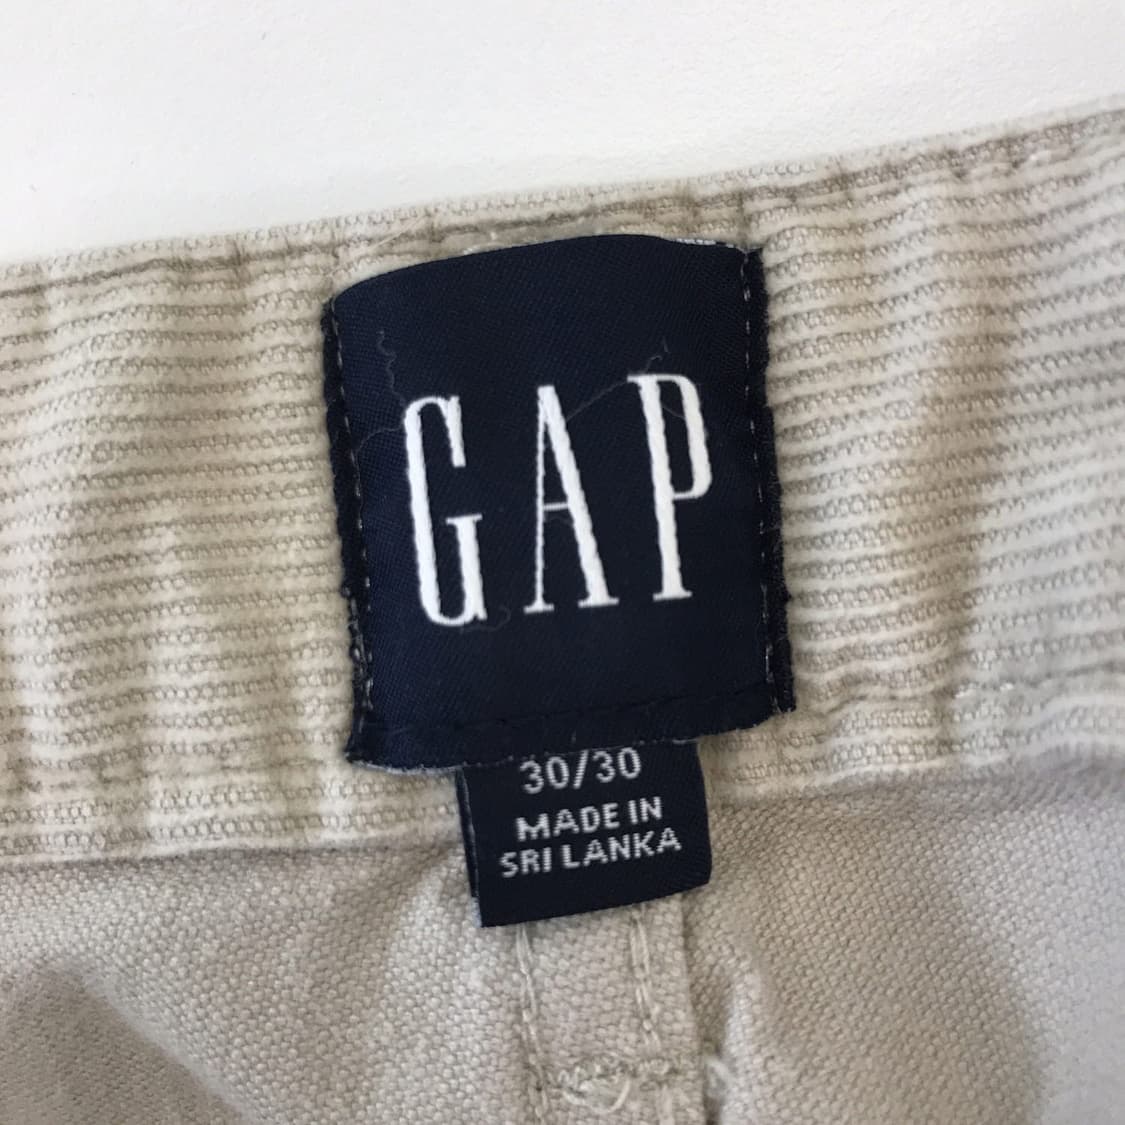 GAP
30/30
MADE IN
SRI LANKA